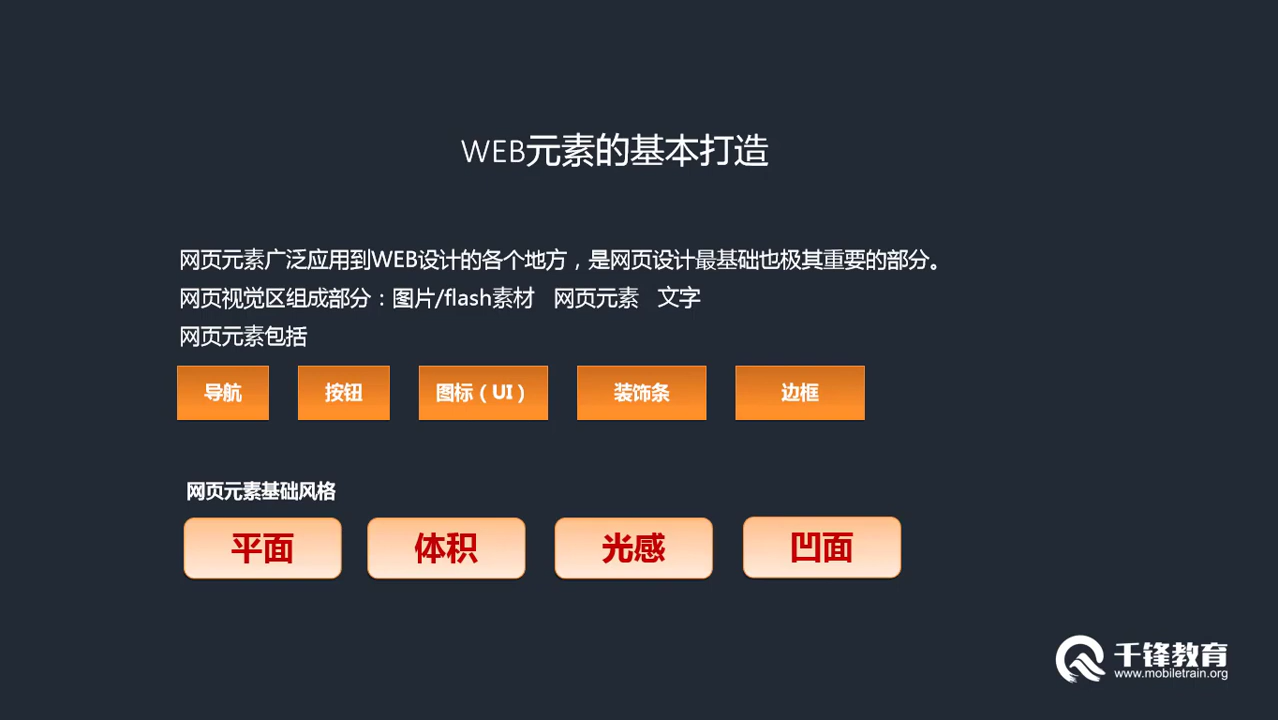 WEB元素的基本打造
网页元素广泛应用到WEB设计的各个地方，是网页设计最基础也极其重要的部分。
网页视觉区组成部分：图片/flash素材 网页元素 文字
网页元素包括
导航 按钮 图标（UI） 装饰条 边框
网页元素基础风格
平面 体积 光感 凹面
千锋教育
www.mobiletrain.org